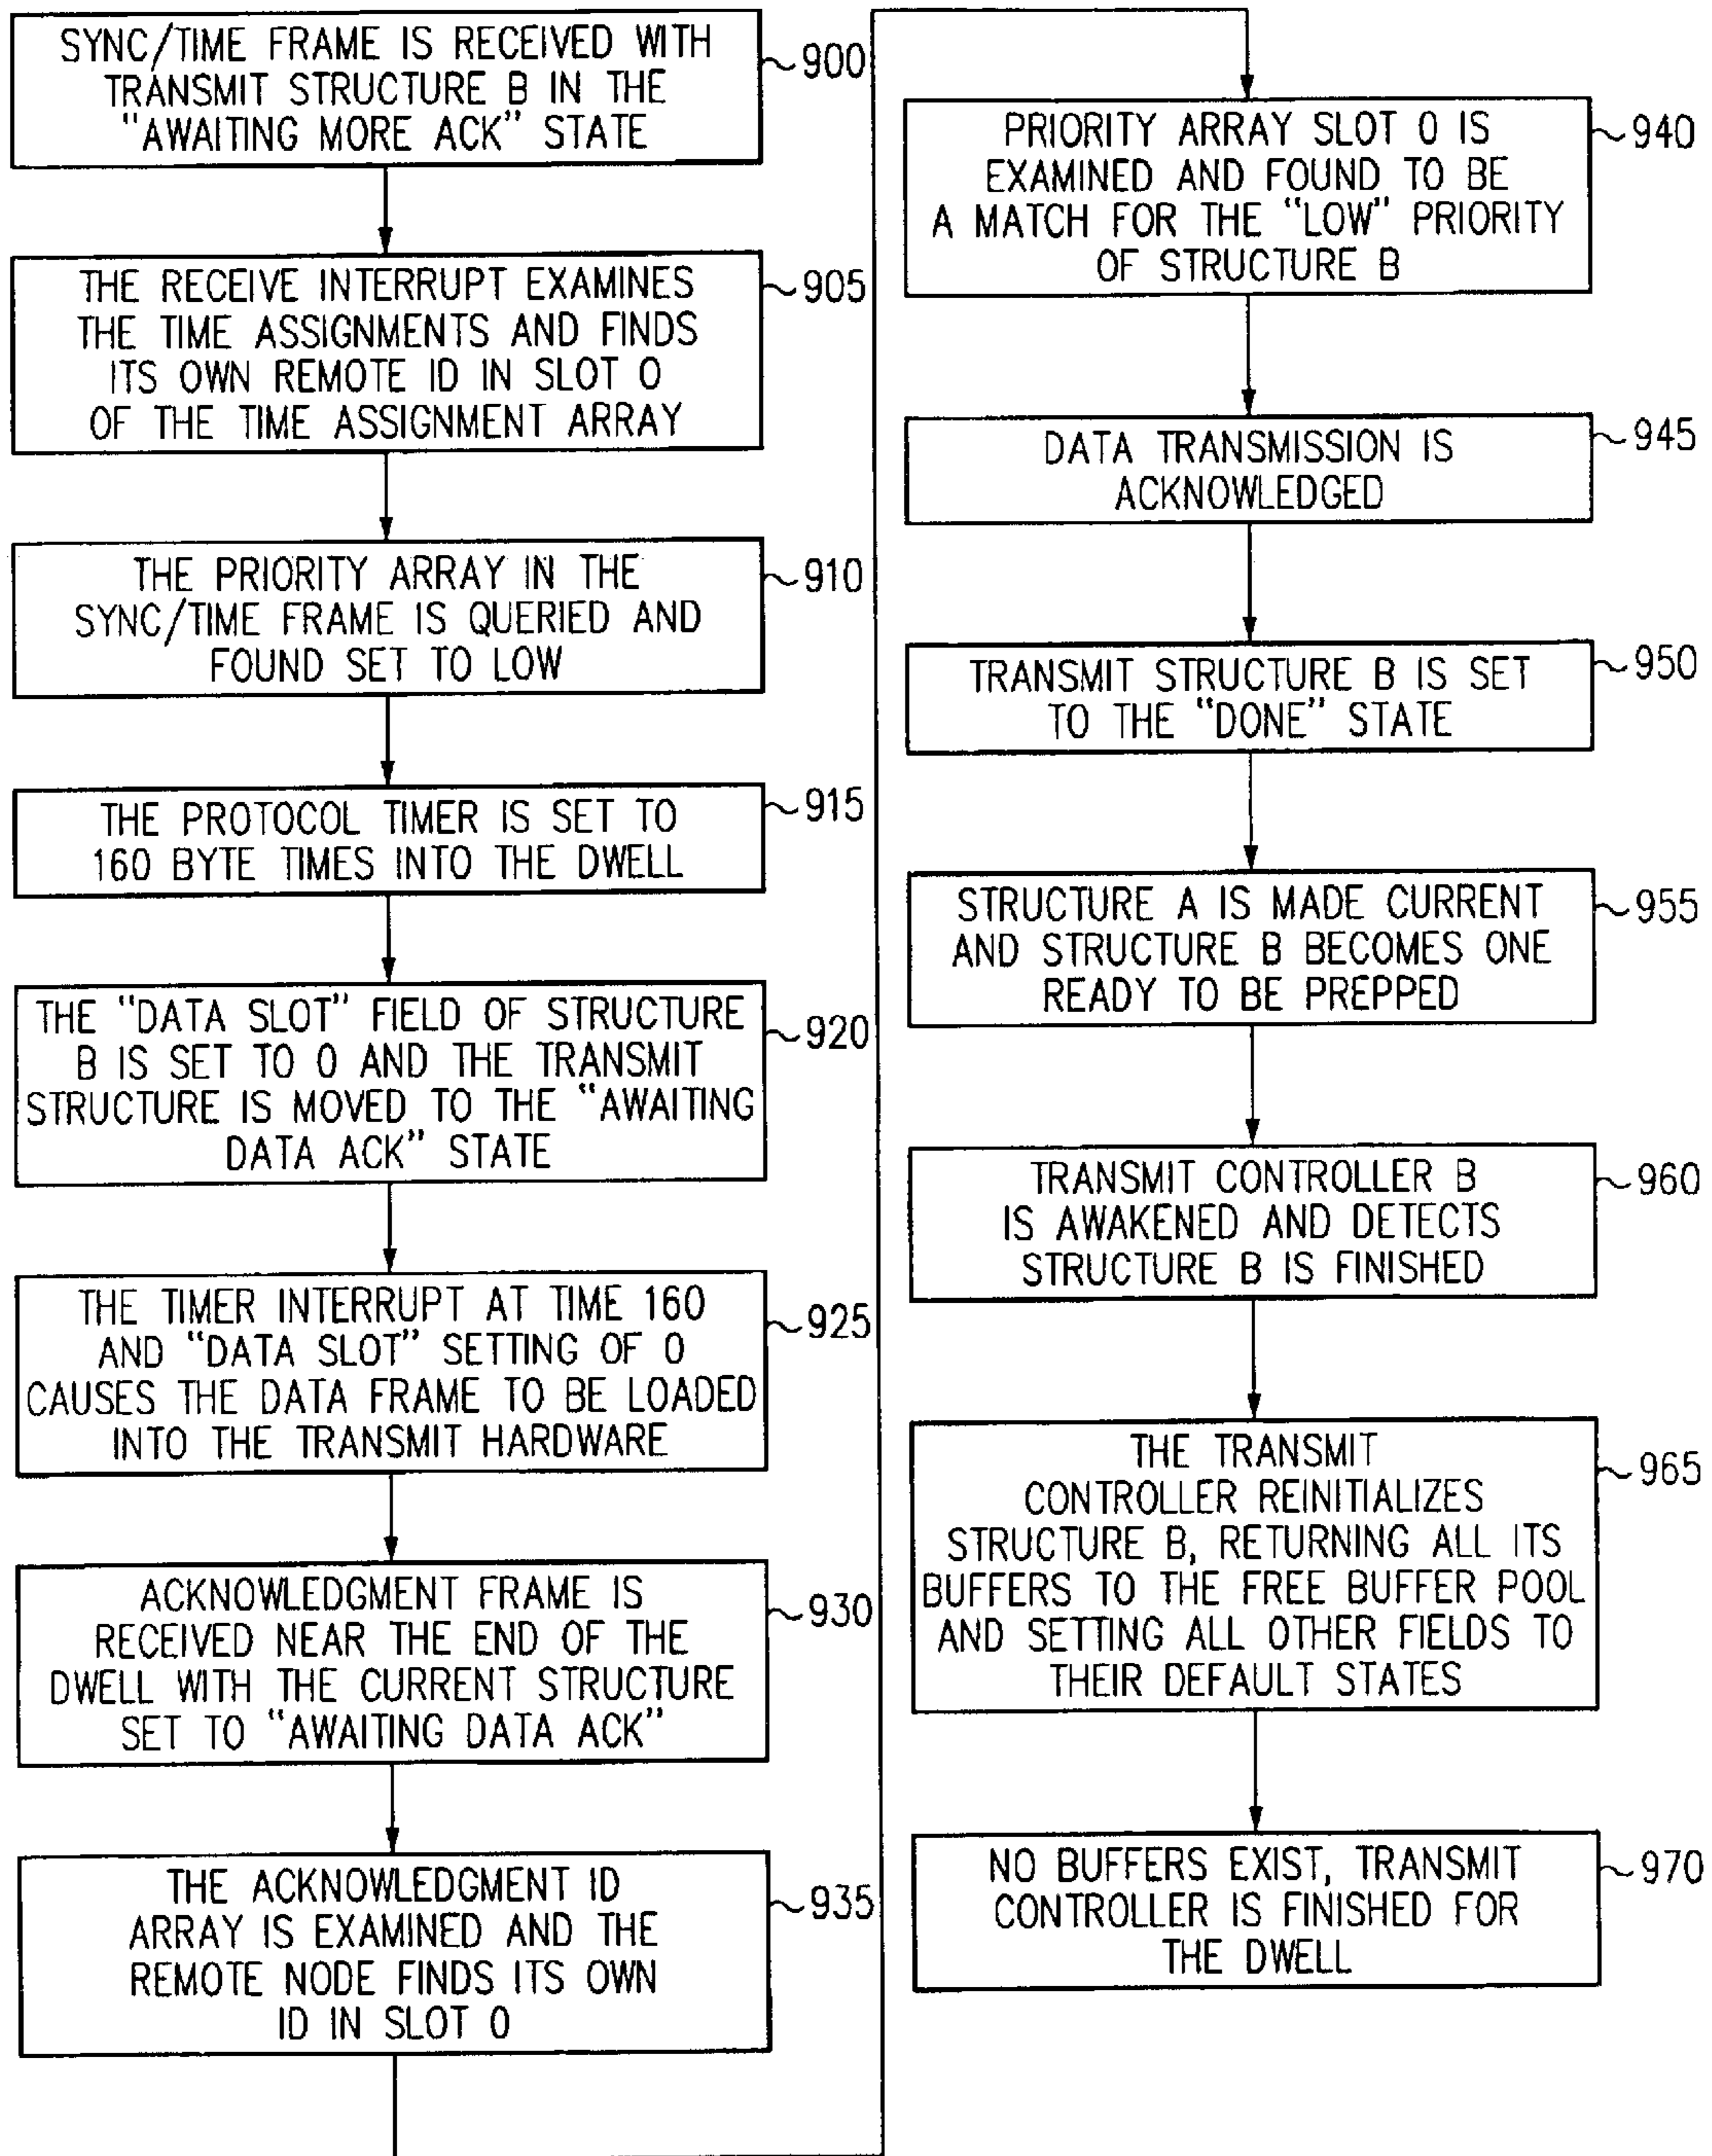 SYNC/TIME FRAME IS RECEIVED WITH
TRANSMIT STRUCTURE B IN THE
"AWAITING MORE ACK" STATE
900
THE RECEIVE INTERRUPT EXAMINES
THE TIME ASSIGNMENTS AND FINDS
ITS OWN REMOTE ID IN SLOT 0
OF THE TIME ASSIGNMENT ARRAY
905
THE PRIORITY ARRAY IN THE
SYNC/TIME FRAME IS QUERIED AND
FOUND SET TO LOW
910
THE PROTOCOL TIMER IS SET TO
160 BYTE TIMES INTO THE DWELL
915
THE "DATA SLOT" FIELD OF STRUCTURE
B IS SET TO 0 AND THE TRANSMIT
STRUCTURE IS MOVED TO THE "AWAITING
DATA ACK" STATE
920
THE TIMER INTERRUPT AT TIME 160
AND "DATA SLOT" SETTING OF 0
CAUSES THE DATA FRAME TO BE LOADED
INTO THE TRANSMIT HARDWARE
925
ACKNOWLEDGMENT FRAME IS
RECEIVED NEAR THE END OF THE
DWELL WITH THE CURRENT STRUCTURE
SET TO "AWAITING DATA ACK"
930
THE ACKNOWLEDGMENT ID
ARRAY IS EXAMINED AND THE
REMOTE NODE FINDS ITS OWN
ID IN SLOT 0
935
PRIORITY ARRAY SLOT 0 IS
EXAMINED AND FOUND TO BE
A MATCH FOR THE "LOW" PRIORITY
OF STRUCTURE B
940
DATA TRANSMISSION IS
ACKNOWLEDGED
945
TRANSMIT STRUCTURE B IS SET
TO THE "DONE" STATE
950
STRUCTURE A IS MADE CURRENT
AND STRUCTURE B BECOMES ONE
READY TO BE PREPPED
955
TRANSMIT CONTROLLER B
IS AWAKENED AND DETECTS
STRUCTURE B IS FINISHED
960
THE TRANSMIT
CONTROLLER REINITIALIZES
STRUCTURE B, RETURNING ALL ITS
BUFFERS TO THE FREE BUFFER POOL
AND SETTING ALL OTHER FIELDS TO
THEIR DEFAULT STATES
965
NO BUFFERS EXIST, TRANSMIT
CONTROLLER IS FINISHED FOR
THE DWELL
970